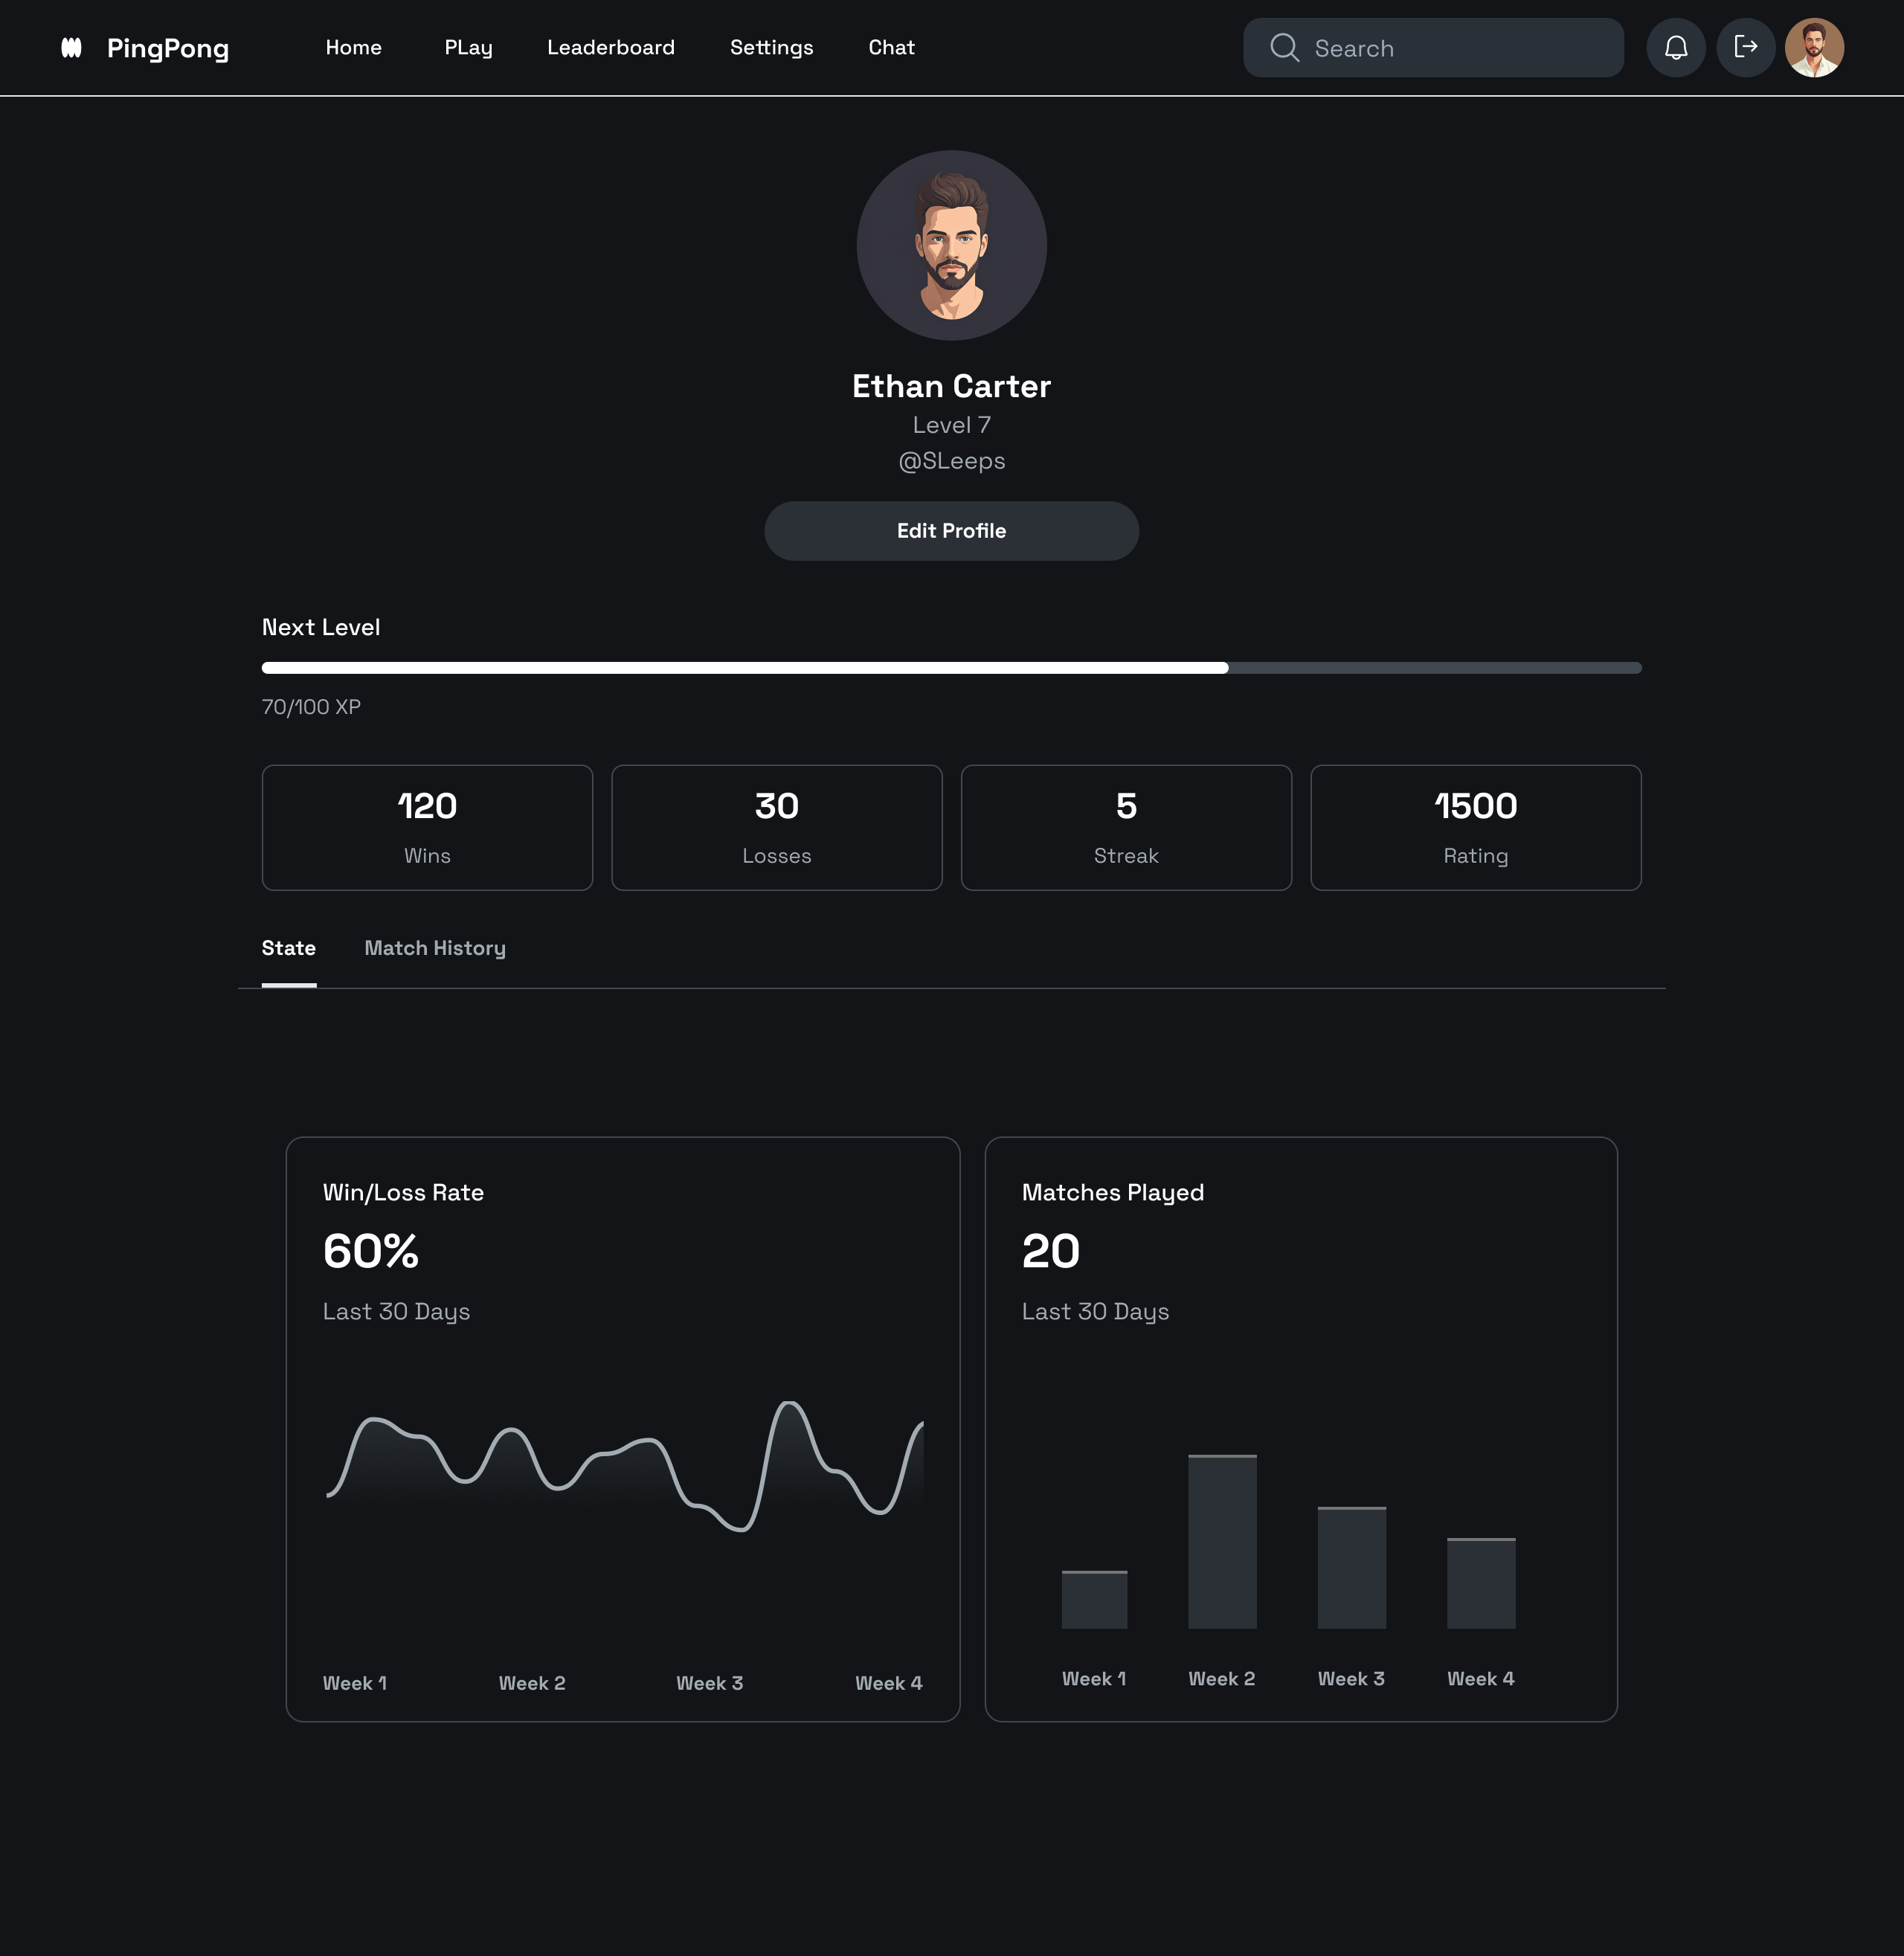 PingPong Home PLay Leaderboard Settings Chat Search
Ethan Carter
Level 7
@SLeeps
Edit Profile
Next Level
70/100 XP
120 30 5 1500
Wins Losses Streak Rating
State Match History
Win/Loss Rate
60%
Last 30 Days
Week 1 Week 2 Week 3 Week 4
Matches Played
20
Last 30 Days
Week 1 Week 2 Week 3 Week 4